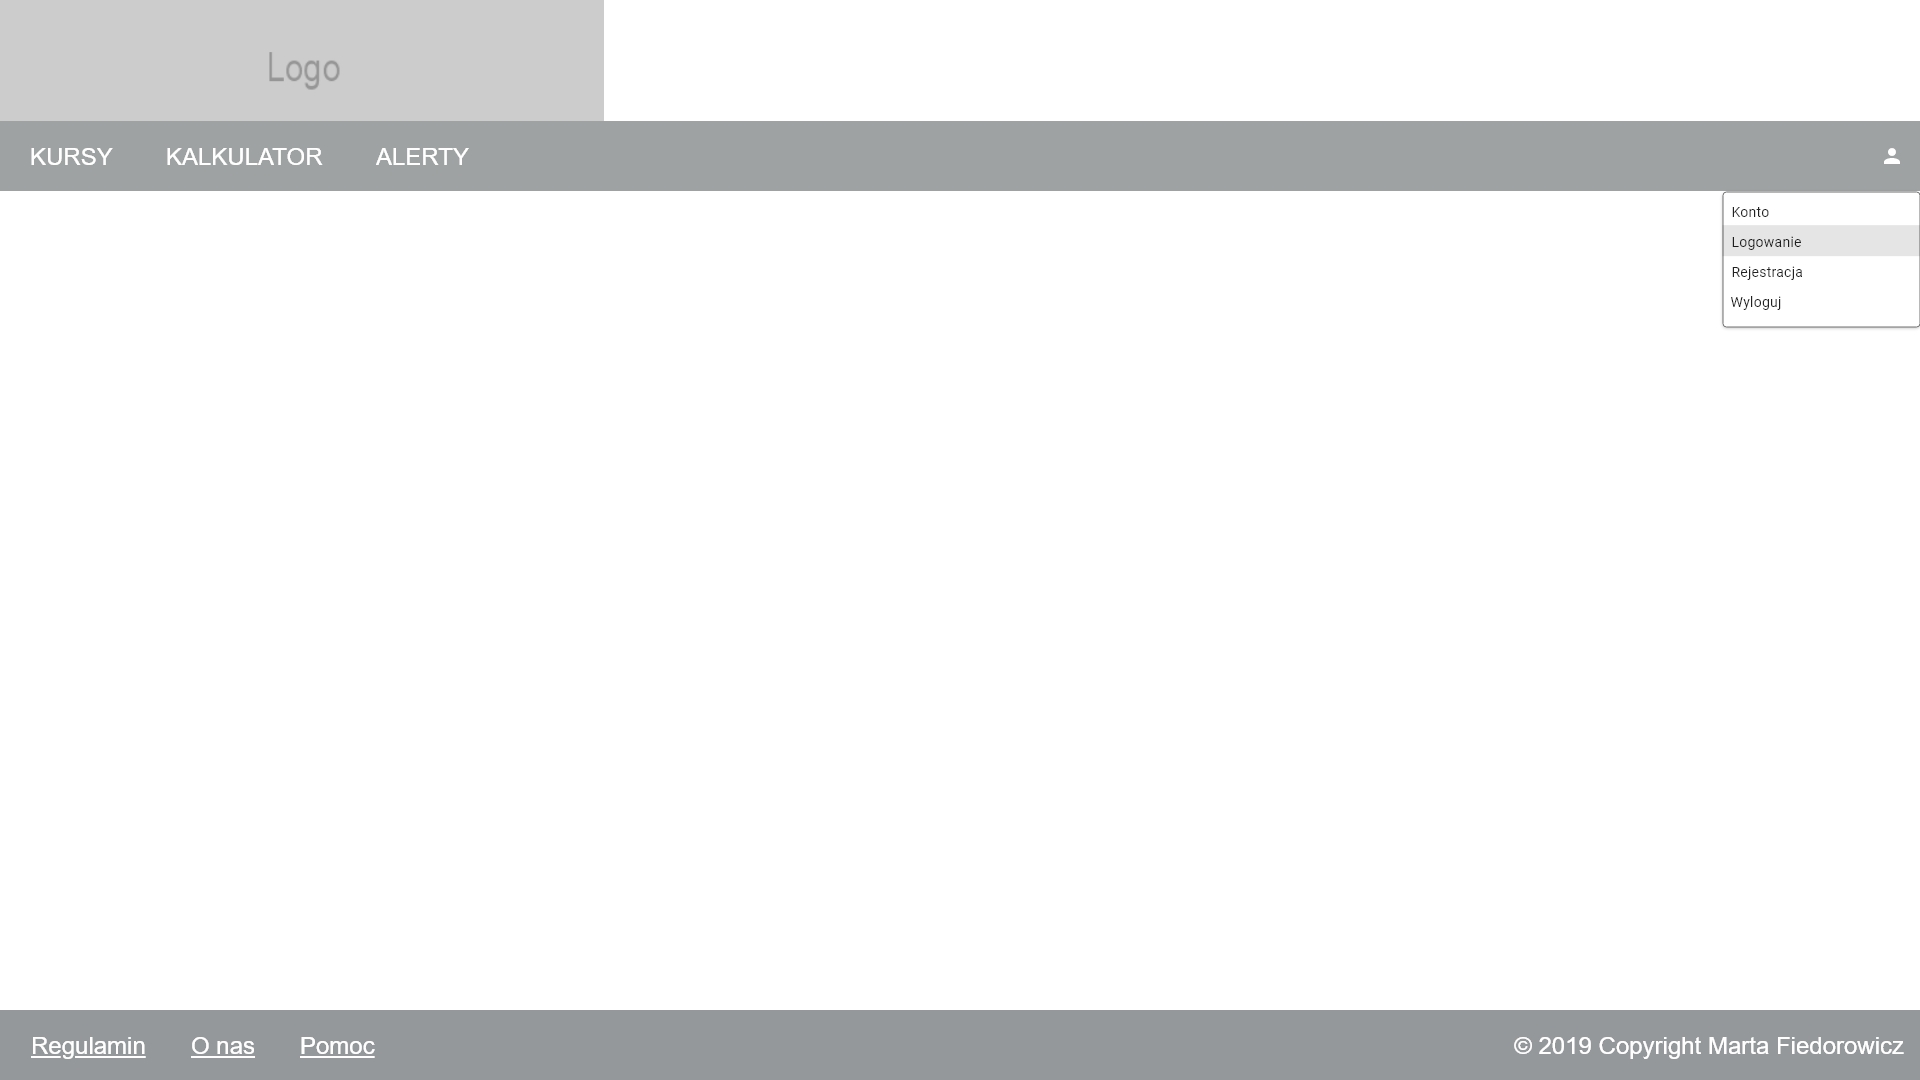 Logo
KURSY KALKULATOR ALERTY
Konto
Logowanie
Rejestracja
Wyloguj
Regulamin O nas Pomoc © 2019 Copyright Marta Fiedorowicz